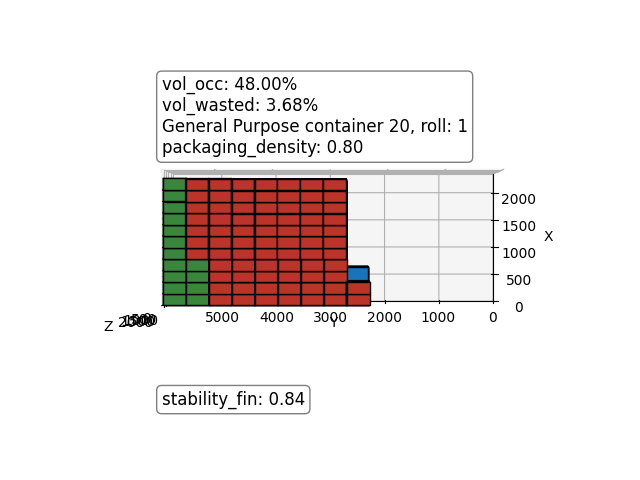 vol_occ: 48.00%
vol_wasted: 3.68%
General Purpose container 20, roll: 1
packaging_density: 0.80
2000
1500
1000
500
0
X
5000
4000
3000
2000
1000
0
Y
Z
stability_fin: 0.84